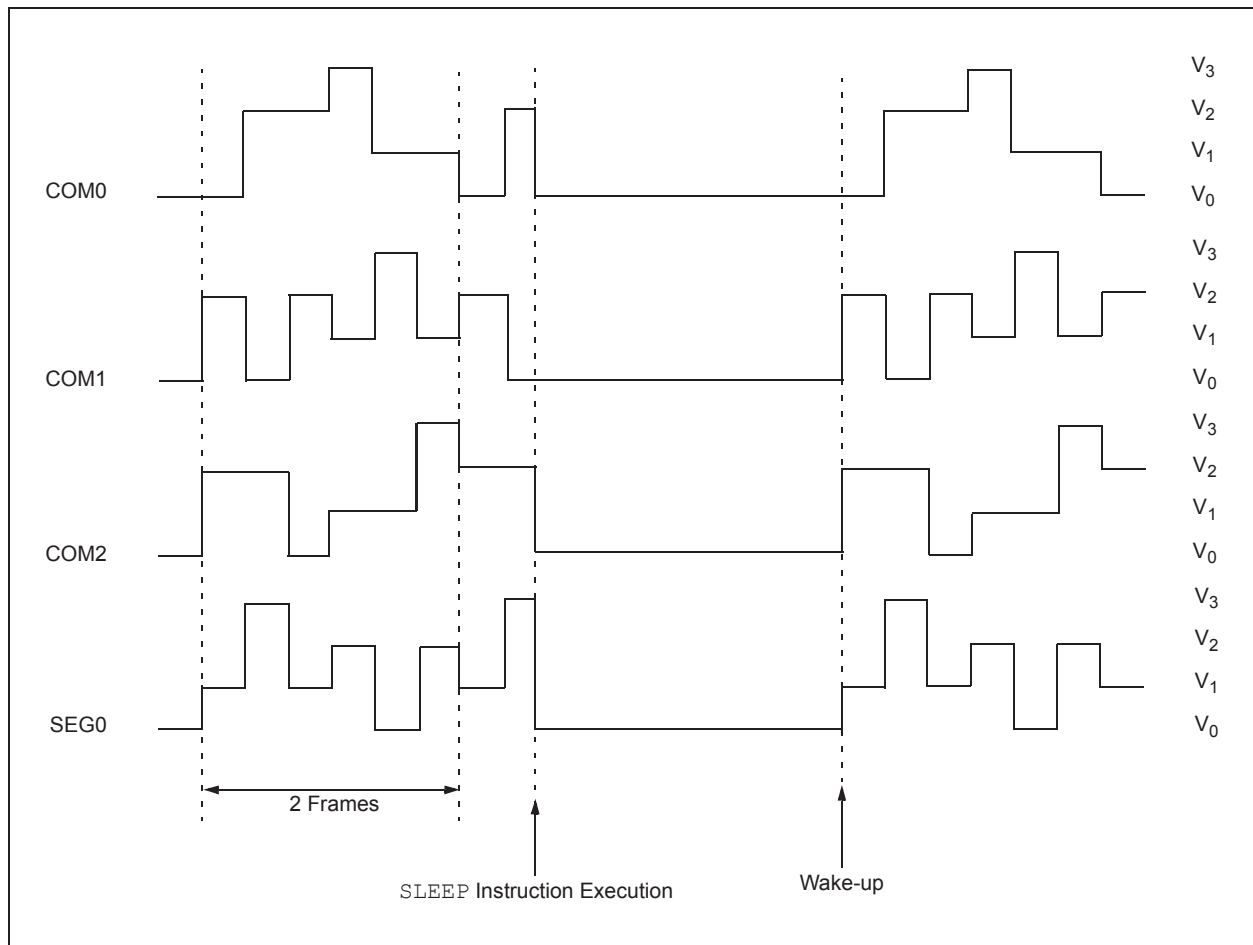 V3
V2
V1
COM0
V0
V3
V2
V1
COM1
V0
V3
V2
V1
COM2
V0
V3
V2
V1
SEG0
V0
2 Frames
SLEEP Instruction Execution
Wake-up